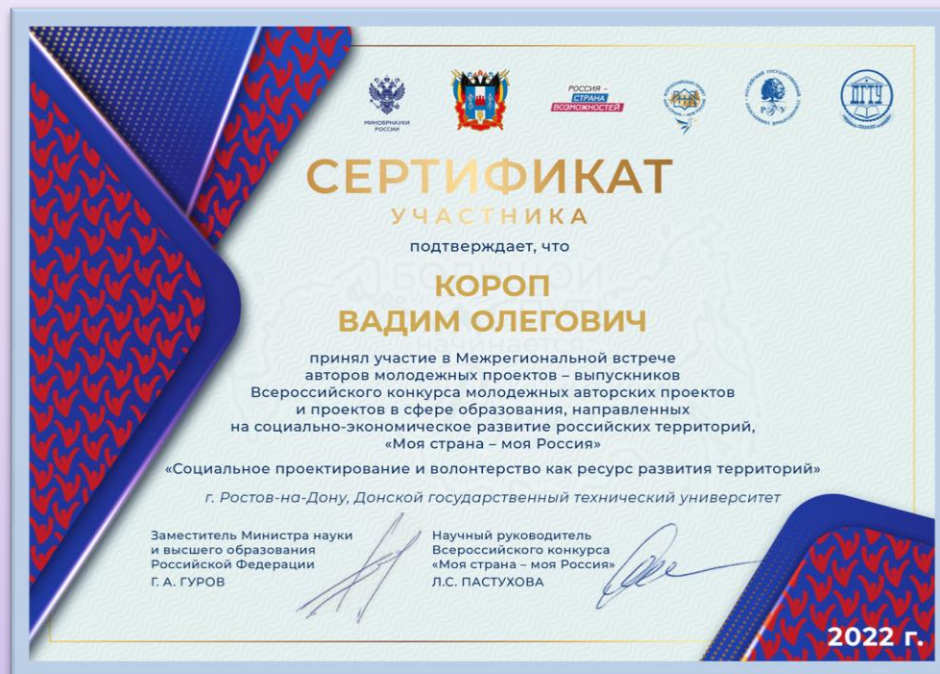 МИНОБРНАУКИ
РОССИИ
РОССИЯ –
СТРАНА
ВОЗМОЖНОСТЕЙ
ДГТУ
СЕРТИФИКАТ
УЧАСТНИКА
подтверждает, что
КОРОП
ВАДИМ ОЛЕГОВИЧ
принял участие в Межрегиональной встрече
авторов молодежных проектов – выпускников
Всероссийского конкурса молодежных авторских проектов
и проектов в сфере образования, направленных
на социально-экономическое развитие российских территорий,
«Моя страна – моя Россия»
«Социальное проектирование и волонтерство как ресурс развития территорий»
г. Ростов-на-Дону, Донской государственный технический университет
Заместитель Министра науки
и высшего образования
Российской Федерации
Г. А. ГУРОВ
Научный руководитель
Всероссийского конкурса
«Моя страна – моя Россия»
Л.С. ПАСТУХОВА
2022 г.